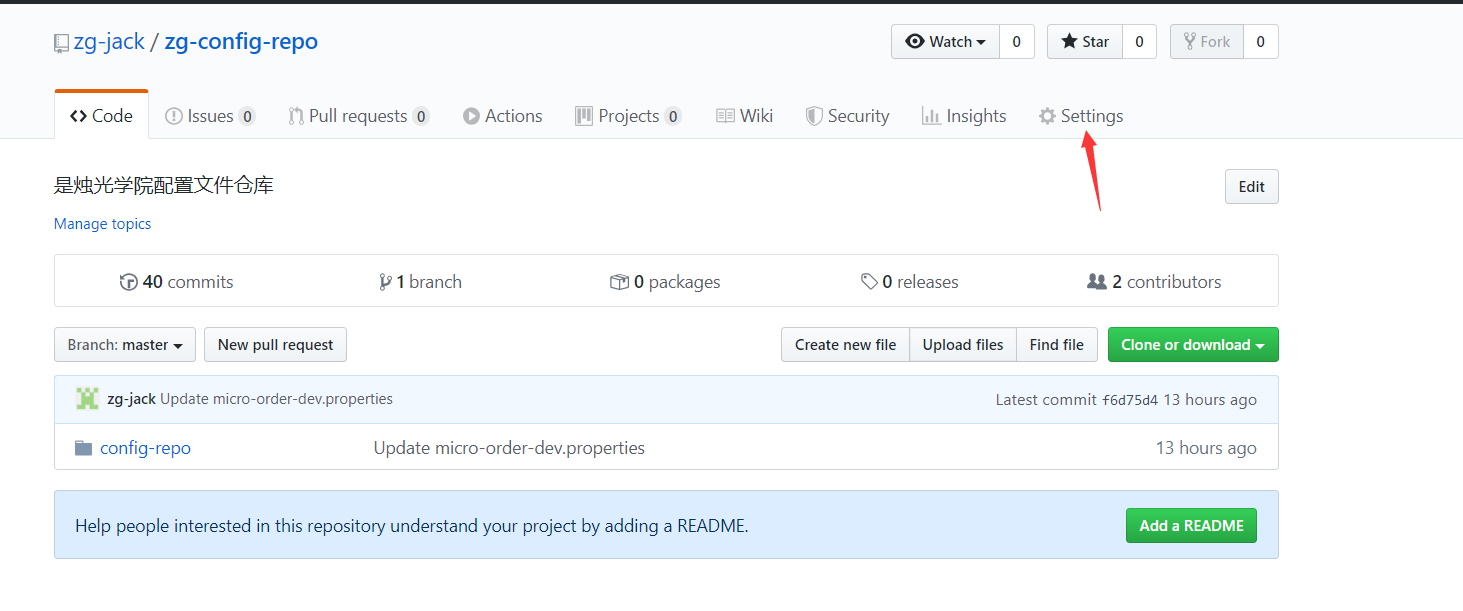 zg-jack / zg-config-repo
Watch 0 Star 0 Fork 0
Code Issues 0 Pull requests 0 Actions Projects 0 Wiki Security Insights Settings
是烛光学院配置文件仓库
Edit
Manage topics
40 commits 1 branch 0 packages 0 releases 2 contributors
Branch: master New pull request Create new file Upload files Find file Clone or download
zg-jack Update micro-order-dev.properties Latest commit f6d75d4 13 hours ago
config-repo Update micro-order-dev.properties 13 hours ago
Help people interested in this repository understand your project by adding a README. Add a README